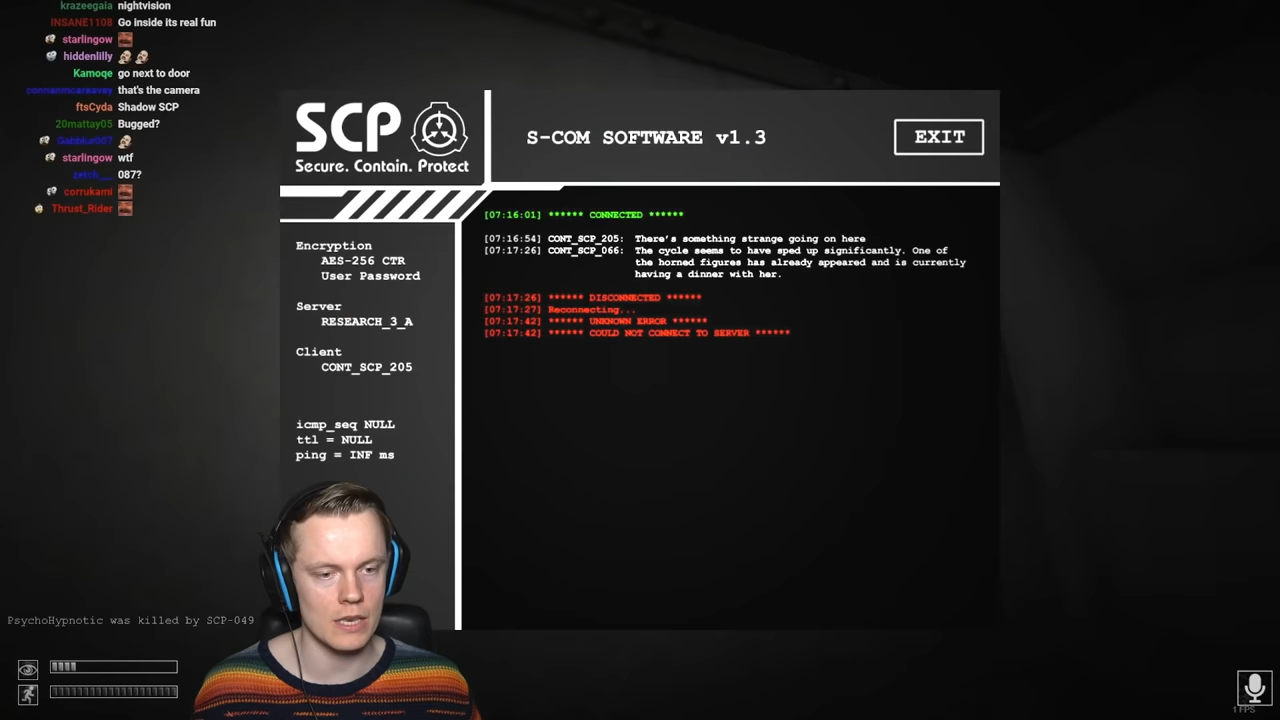 krazeegaia nightvision
INSANE1108 Go inside its real fun
starlingow
hiddenlilly
Kamoqe go next to door
connanmcareavey that's the camera
ftsCyda Shadow SCP
20mattay05 Bugged?
starlingow wtf
zetch__ 087?
corrukami
Thrust_Rider
SCP
Secure. Contain. Protect
S-COM SOFTWARE v1.3
EXIT
Encryption
AES-256 CTR
User Password
Server
RESEARCH_3_A
Client
CONT_SCP_205
icmp_seq NULL
ttl = NULL
ping = INF ms
[07:16:01] ****** CONNECTED ******
[07:16:54] CONT_SCP_205: There's something strange going on here
[07:17:26] CONT_SCP_066: The cycle seems to have sped up significantly. One of
the horned figures has already appeared and is currently
having a dinner with her.
[07:17:26] ****** DISCONNECTED ******
[07:17:27] Reconnecting...
[07:17:42] ****** UNKNOWN ERROR ******
[07:17:42] ****** COULD NOT CONNECT TO SERVER ******
PsychoHypnotic was killed by SCP-049